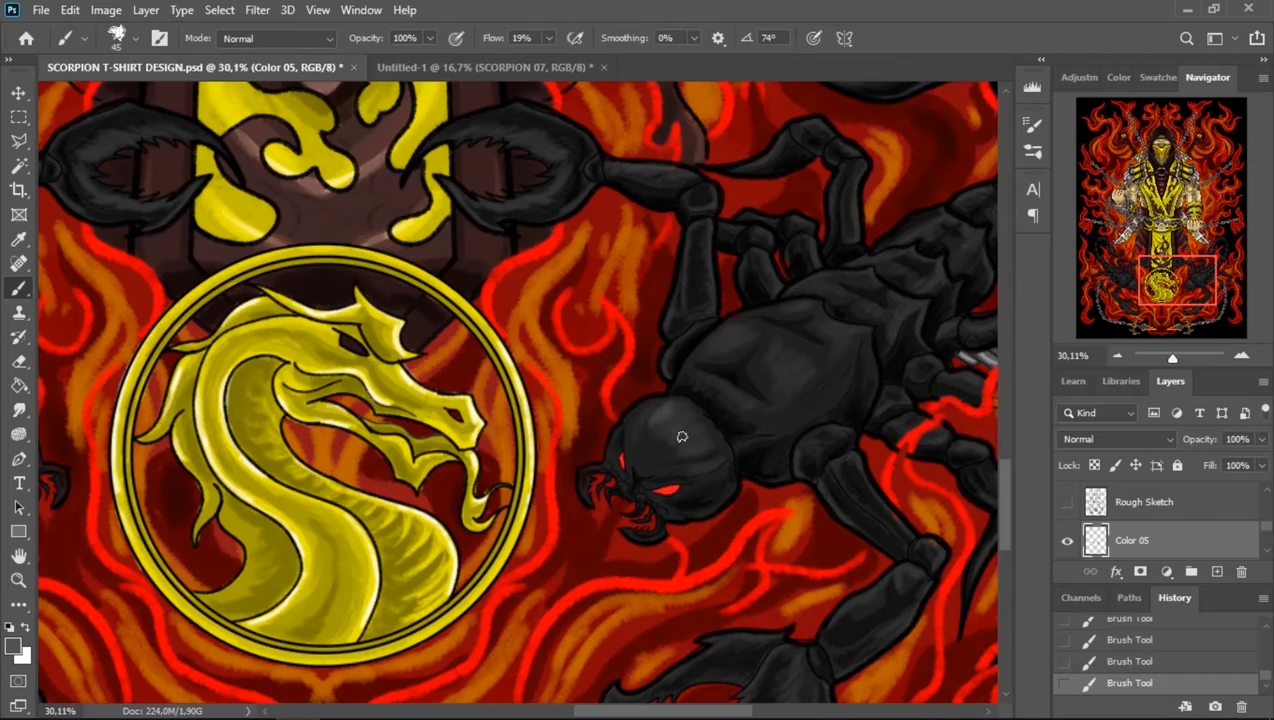 Ps File Edit Image Layer Type Select Filter 3D View Window Help
45 Mode: Normal Opacity: 100% Flow: 19% Smoothing: 0% 74°
SCORPION T-SHIRT DESIGN.psd @ 30,1% (Color 05, RGB/8) * × Untitled-1 @ 16,7% (SCORPION 07, RGB/8) * ×
Adjustm Color Swatche Navigator
30,11%
Learn Libraries Layers
Kind
Normal Opacity: 100%
Lock: Fill: 100%
Rough Sketch
Color 05
fx
Channels Paths History
Brush Tool
Brush Tool
Brush Tool
Brush Tool
30,11% Doc: 224,0M/1,90G